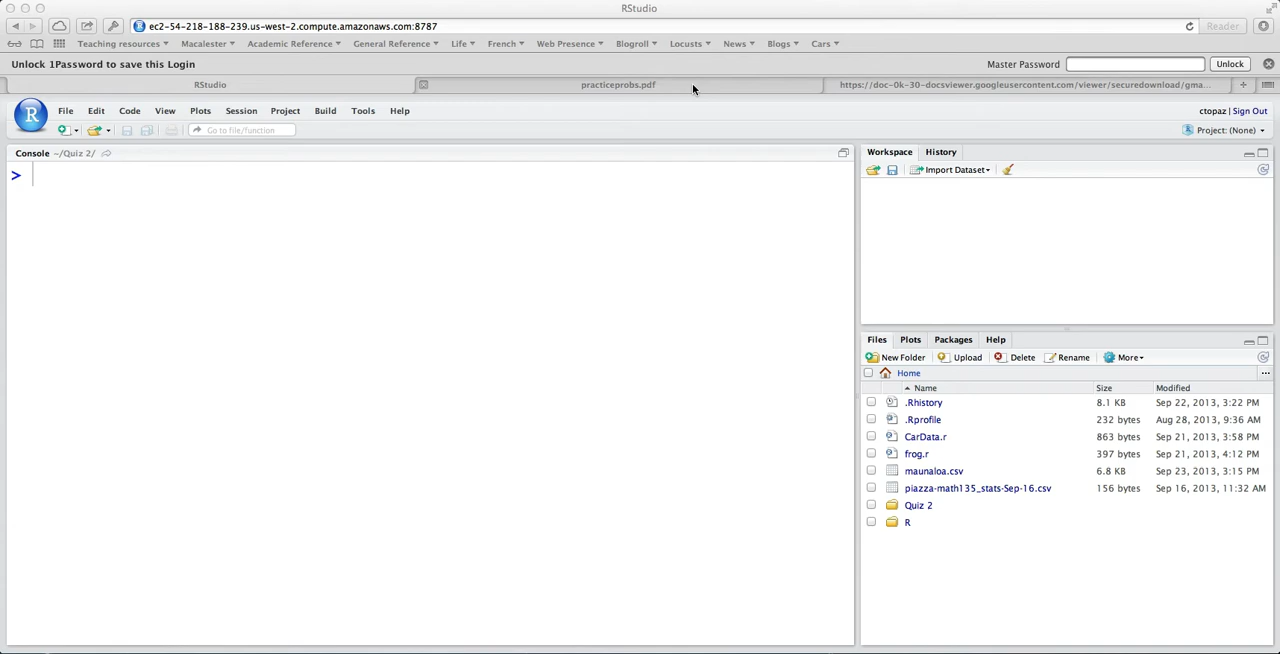 RStudio
ec2-54-218-188-239.us-west-2.compute.amazonaws.com:8787
Reader
Teaching resources Macalester Academic Reference General Reference Life French Web Presence Blogroll Locusts News Blogs Cars
Unlock 1Password to save this Login Master Password Unlock
RStudio practiceprobs.pdf https://doc-0k-30-docsviewer.googleusercontent.com/viewer/securedownload/gma...
R File Edit Code View Plots Session Project Build Tools Help ctopaz | Sign Out
Go to file/function Project: (None)
Console ~/Quiz 2/
>
Workspace History
Import Dataset
Files Plots Packages Help
New Folder Upload Delete Rename More
Home ...
Name Size Modified
.Rhistory 8.1 KB Sep 22, 2013, 3:22 PM
.Rprofile 232 bytes Aug 28, 2013, 9:36 AM
CarData.r 863 bytes Sep 21, 2013, 3:58 PM
frog.r 397 bytes Sep 21, 2013, 4:12 PM
maunaloa.csv 6.8 KB Sep 23, 2013, 3:15 PM
piazza-math135_stats-Sep-16.csv 156 bytes Sep 16, 2013, 11:32 AM
Quiz 2
R